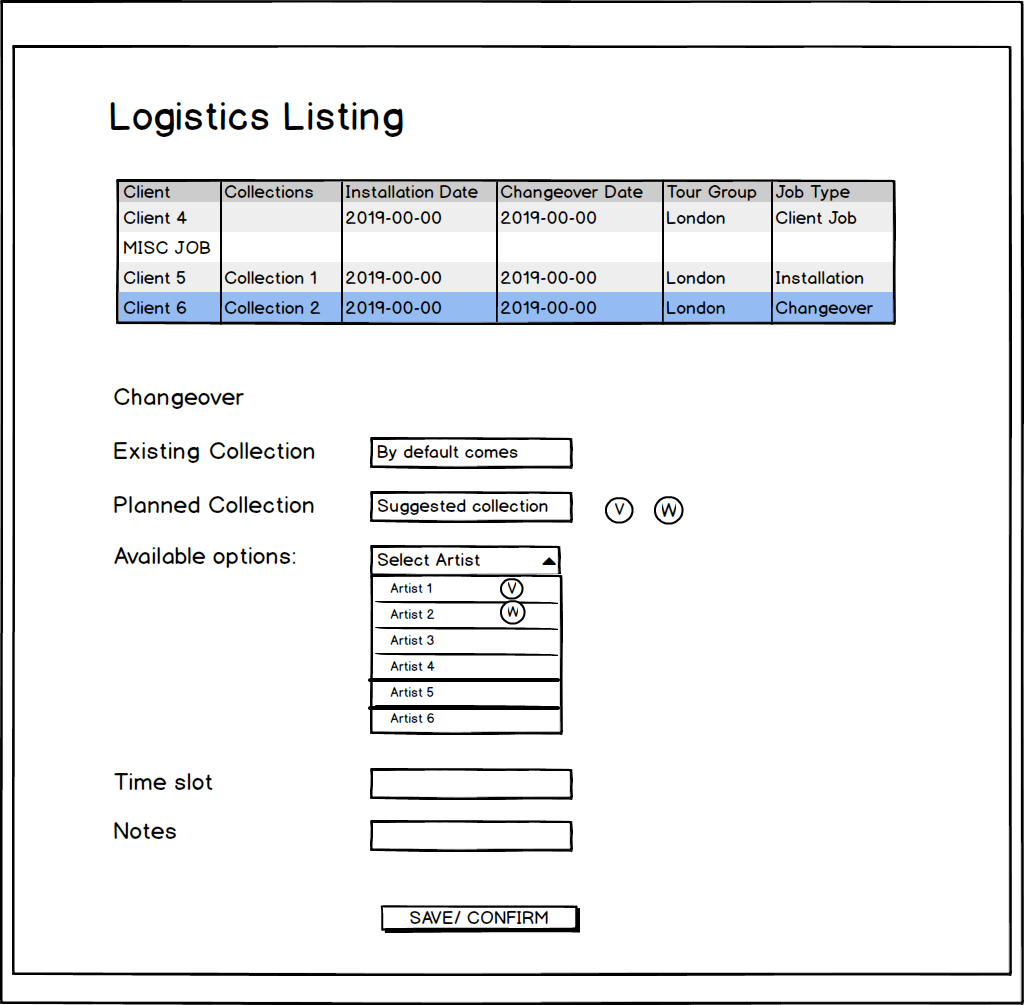 Logistics Listing
Client Collections Installation Date Changeover Date Tour Group Job Type
Client 4 2019-00-00 2019-00-00 London Client Job
MISC JOB
Client 5 Collection 1 2019-00-00 2019-00-00 London Installation
Client 6 Collection 2 2019-00-00 2019-00-00 London Changeover
Changeover
Existing Collection By default comes
Planned Collection Suggested collection V W
Available options: Select Artist
Artist 1 V
Artist 2 W
Artist 3
Artist 4
Artist 5
Artist 6
Time slot
Notes
SAVE/ CONFIRM